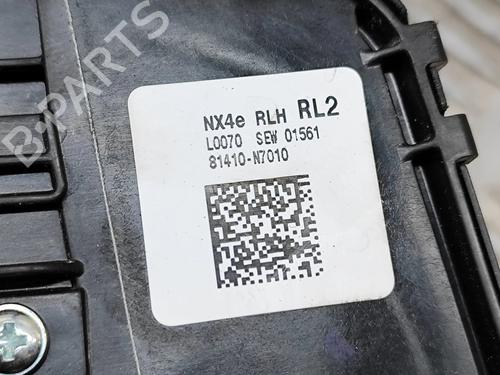 B-PARTS
NX4e RLH RL2
L0070 SEW 01561
81410-N7010